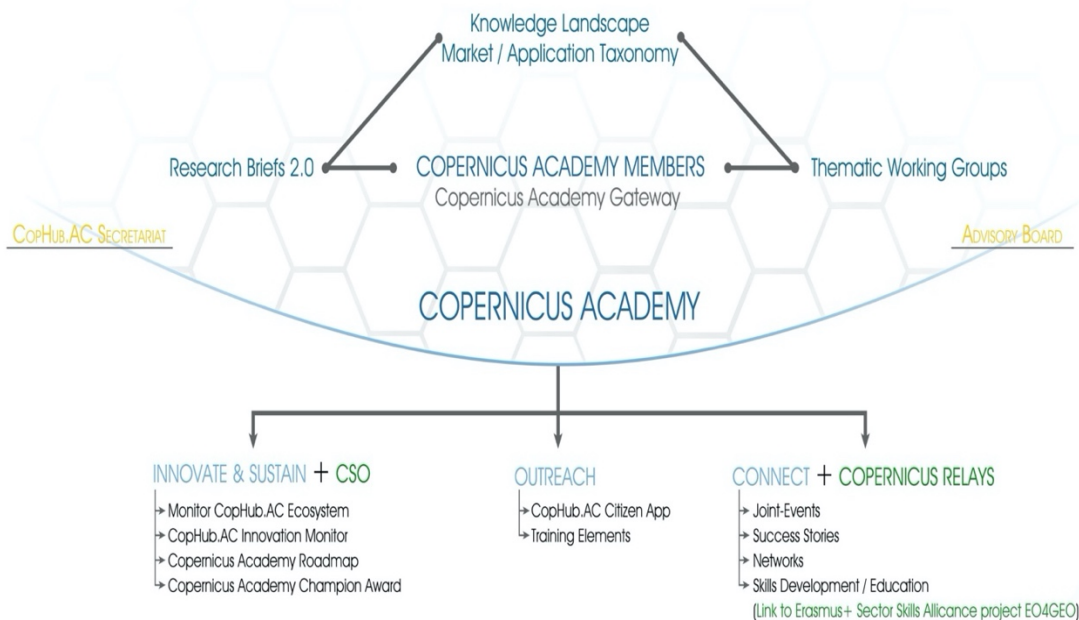 Knowledge Landscape
Market / Application Taxonomy
Research Briefs 2.0
COPERNICUS ACADEMY MEMBERS
Thematic Working Groups
Copernicus Academy Gateway
CopHub.AC Secretariat
Advisory Board
COPERNICUS ACADEMY
INNOVATE & SUSTAIN + CSO
Monitor CopHub.AC Ecosystem
CopHub.AC Innovation Monitor
Copernicus Academy Roadmap
Copernicus Academy Champion Award
OUTREACH
CopHub.AC Citizen App
Training Elements
CONNECT + COPERNICUS RELAYS
Joint-Events
Success Stories
Networks
Skills Development / Education
(Link to Erasmus+ Sector Skills Allicance project EO4GEO)